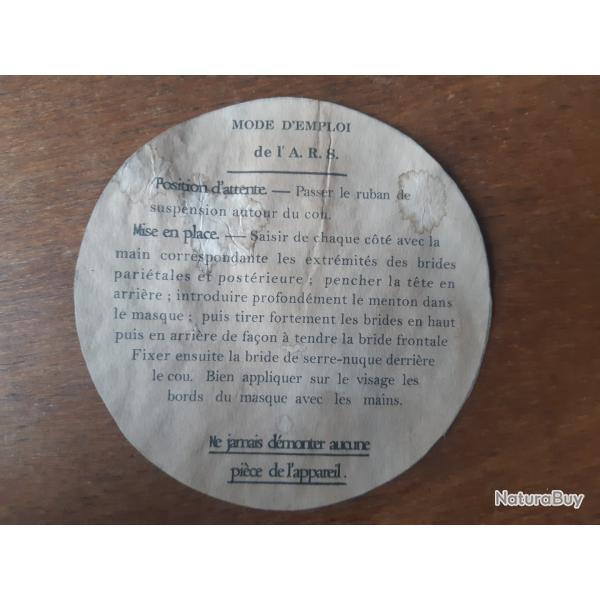 MODE D'EMPLOI
de l' A. R. S.
Position d'attente. — Passer le ruban de
suspension autour du cou.
Mise en place. — Saisir de chaque côté avec la
main correspondante les extrémités des brides
pariétales et postérieure ; pencher la tête en
arrière ; introduire profondément le menton dans
le masque ; puis tirer fortement les brides en haut
puis en arrière de façon à tendre la bride frontale
Fixer ensuite la bride de serre-nuque derrière
le cou. Bien appliquer sur le visage les
bords du masque avec les mains.
Ne jamais démonter aucune
pièce de l'appareil.
NaturaBuy